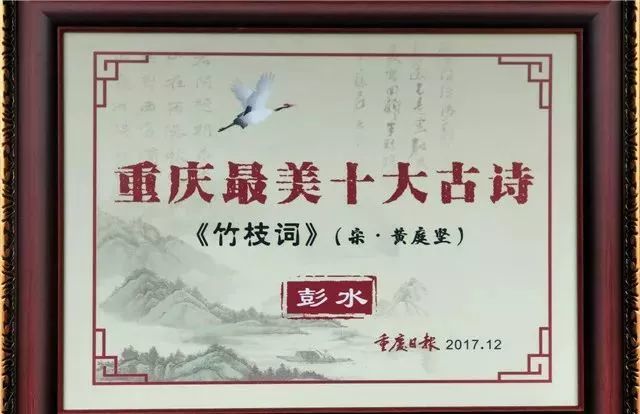 重庆最美十大古诗
《竹枝词》（宋·黄庭坚）
彭水
重庆日报 2017.12